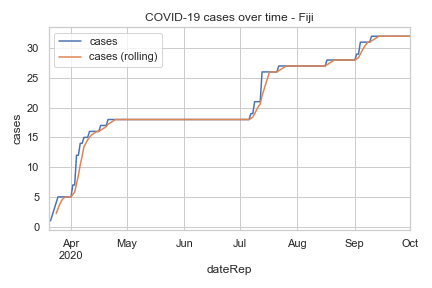 COVID-19 cases over time - Fiji
cases
cases (rolling)
30
25
20
15
10
5
0
cases
Apr
2020
May
Jun
Jul
Aug
Sep
Oct
dateRep